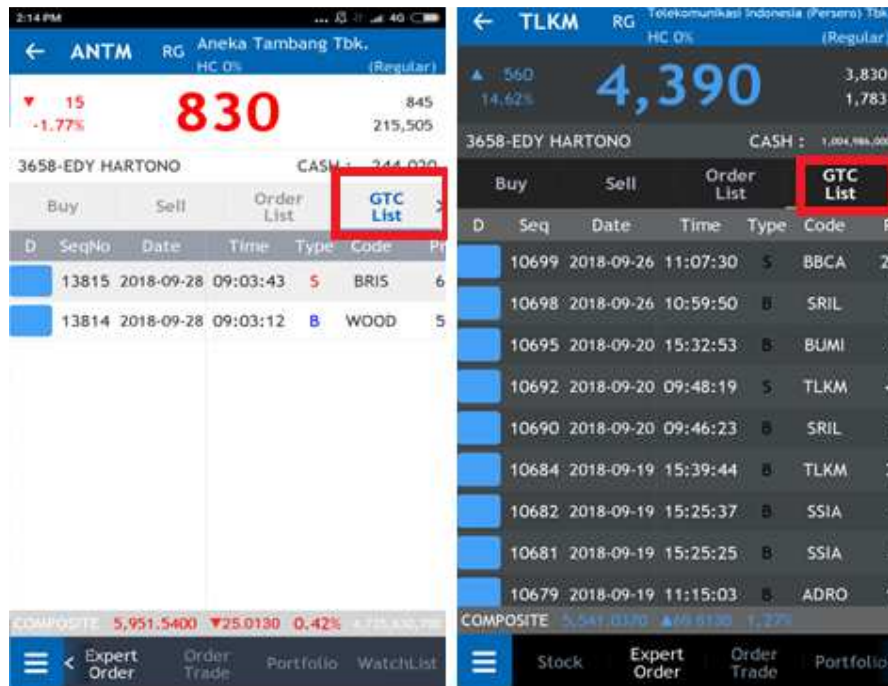 2:14 PM ... 4G
ANTM RG Aneka Tambang Tbk.
HC 0% (Regular)
▼ 15 830 845
-1.77% 215,505
3658-EDY HARTONO CASH : 244,020
Buy Sell Order List GTC List >
D SeqNo Date Time Type Code Pr
13815 2018-09-28 09:03:43 S BRIS 6
13814 2018-09-28 09:03:12 B WOOD 5
COMPOSITE 5,951.5400 ▼25.0130 0.42%
< Expert Order Order Trade Portfolio WatchList
TLKM RG Telekomunikasi Indonesia (Persero) Tbk
HC 0% (Regular)
▲ 560 4,390 3,830
14.62% 1,783
3658-EDY HARTONO CASH :
Buy Sell Order List GTC List
D Seq Date Time Type Code
10699 2018-09-26 11:07:30 S BBCA 2
10698 2018-09-26 10:59:50 B SRIL
10695 2018-09-20 15:32:53 B BUMI
10692 2018-09-20 09:48:19 S TLKM
10690 2018-09-20 09:46:23 B SRIL
10684 2018-09-19 15:39:44 B TLKM
10682 2018-09-19 15:25:37 B SSIA
10681 2018-09-19 15:25:25 B SSIA
10679 2018-09-19 11:15:03 B ADRO
COMPOSITE
Stock Expert Order Order Trade Portfolio